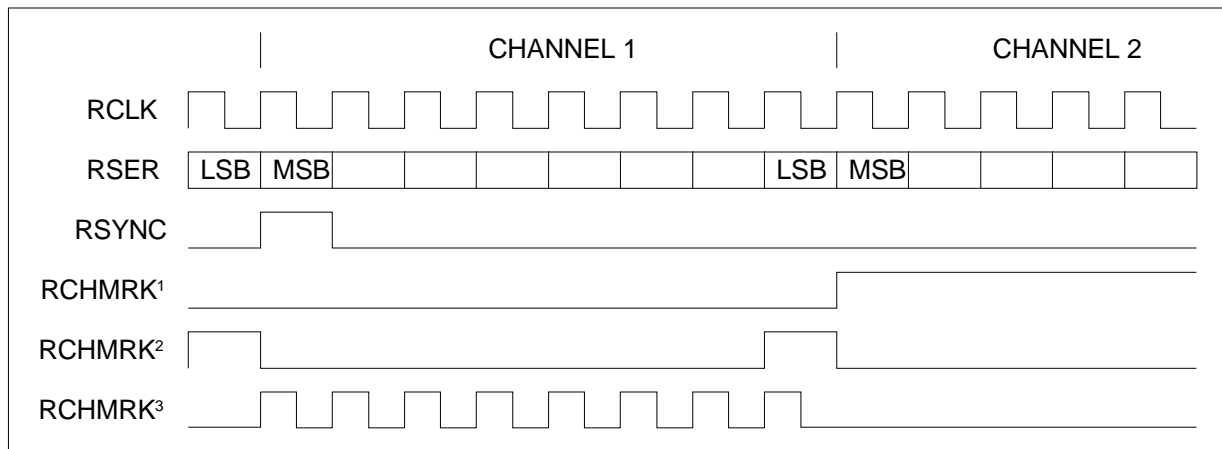 CHANNEL 1 CHANNEL 2
RCLK
RSER LSB MSB LSB MSB
RSYNC
RCHMRK¹
RCHMRK²
RCHMRK³